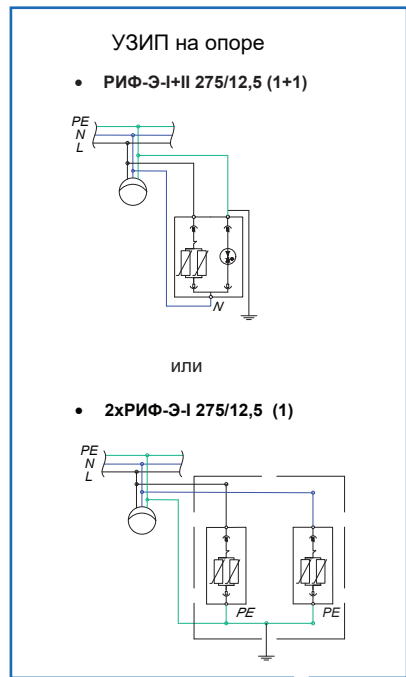 УЗИП на опоре
• РИФ-Э-I+II 275/12,5 (1+1)
PE
N
L
N
или
• 2хРИФ-Э-I 275/12,5 (1)
PE
N
L
PE PE